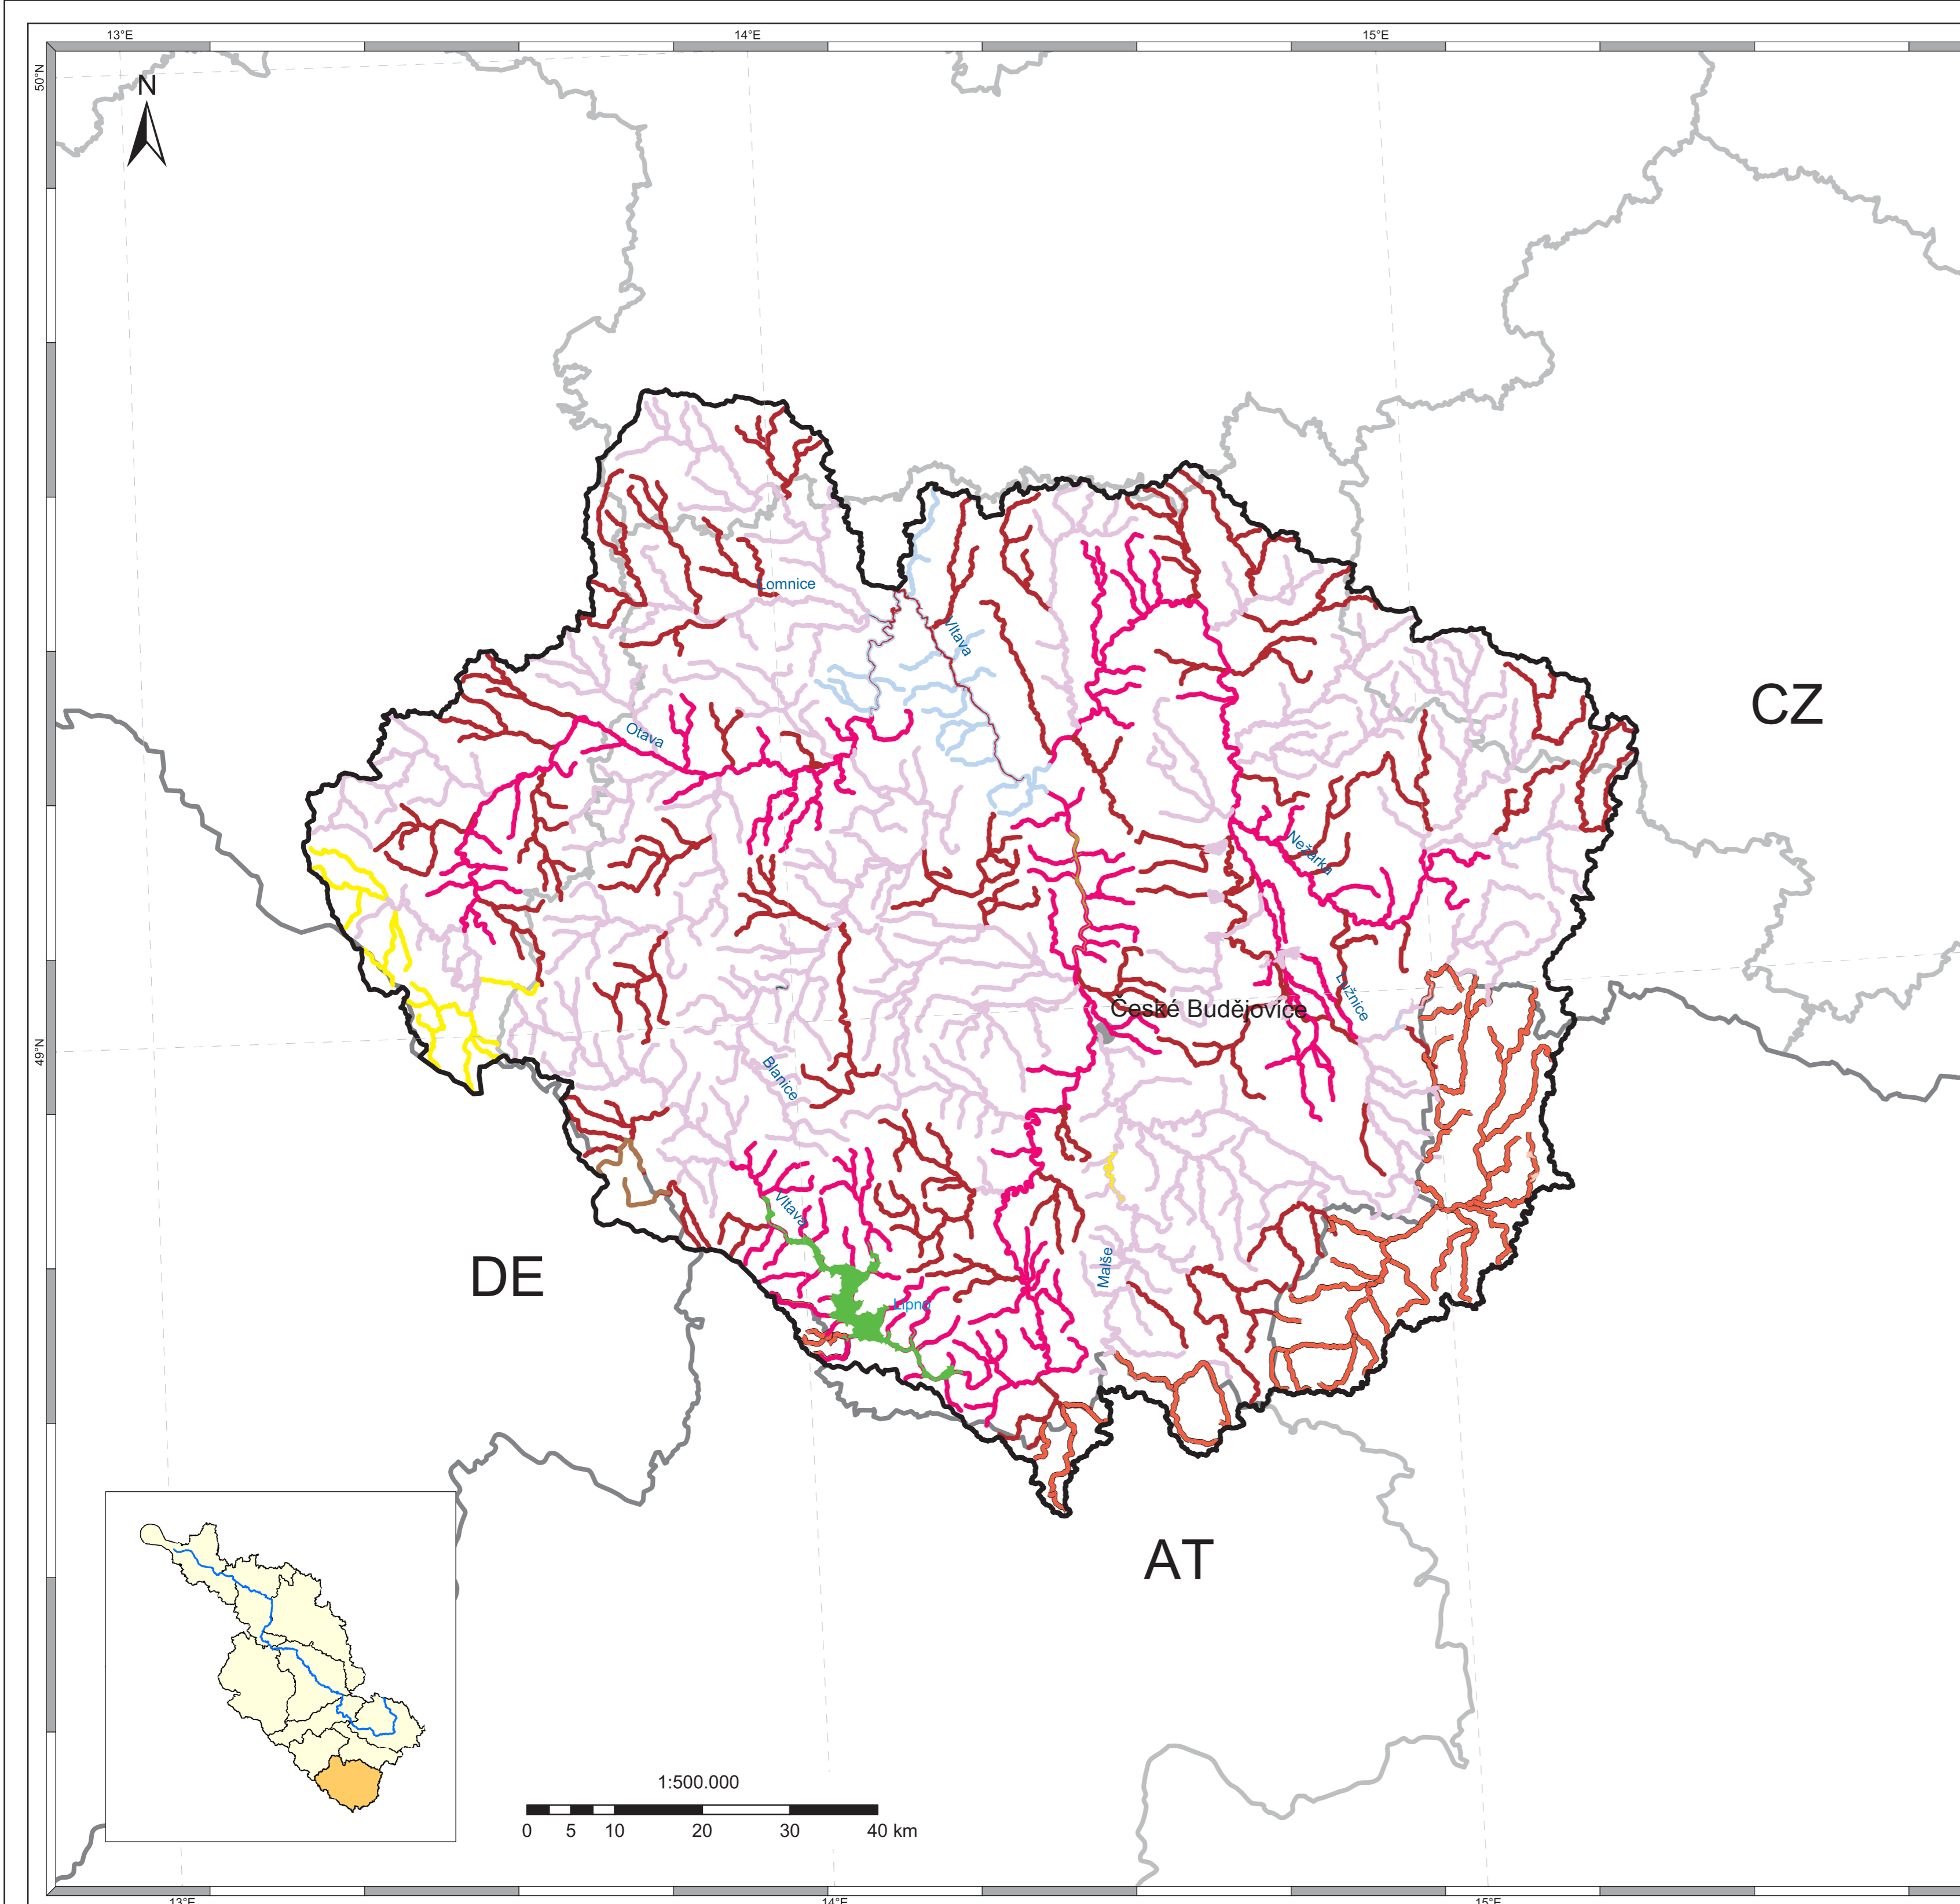 13°E
14°E
15°E
50°N
N
Lomnice
Vltava
CZ
Otava
Nežárka
Lužnice
České Budějovice
49°N
Blanice
Vltava
Malše
DE
Lipno
AT
1:500.000
0 5 10 20 30 40 km
13°E
14°E
15°E